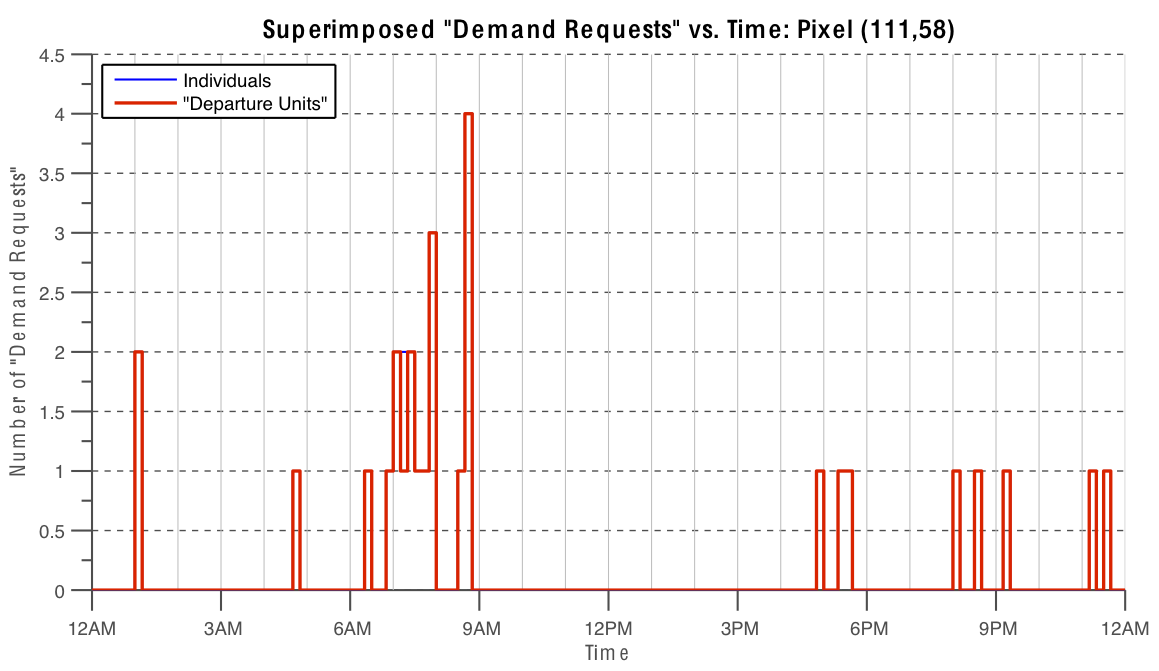 Superimposed "Demand Requests" vs. Time: Pixel (111,58)
Individuals
"Departure Units"
Number of "Demand Requests"
4.5
4
3.5
3
2.5
2
1.5
1
0.5
0
12AM 3AM 6AM 9AM 12PM 3PM 6PM 9PM 12AM
Time